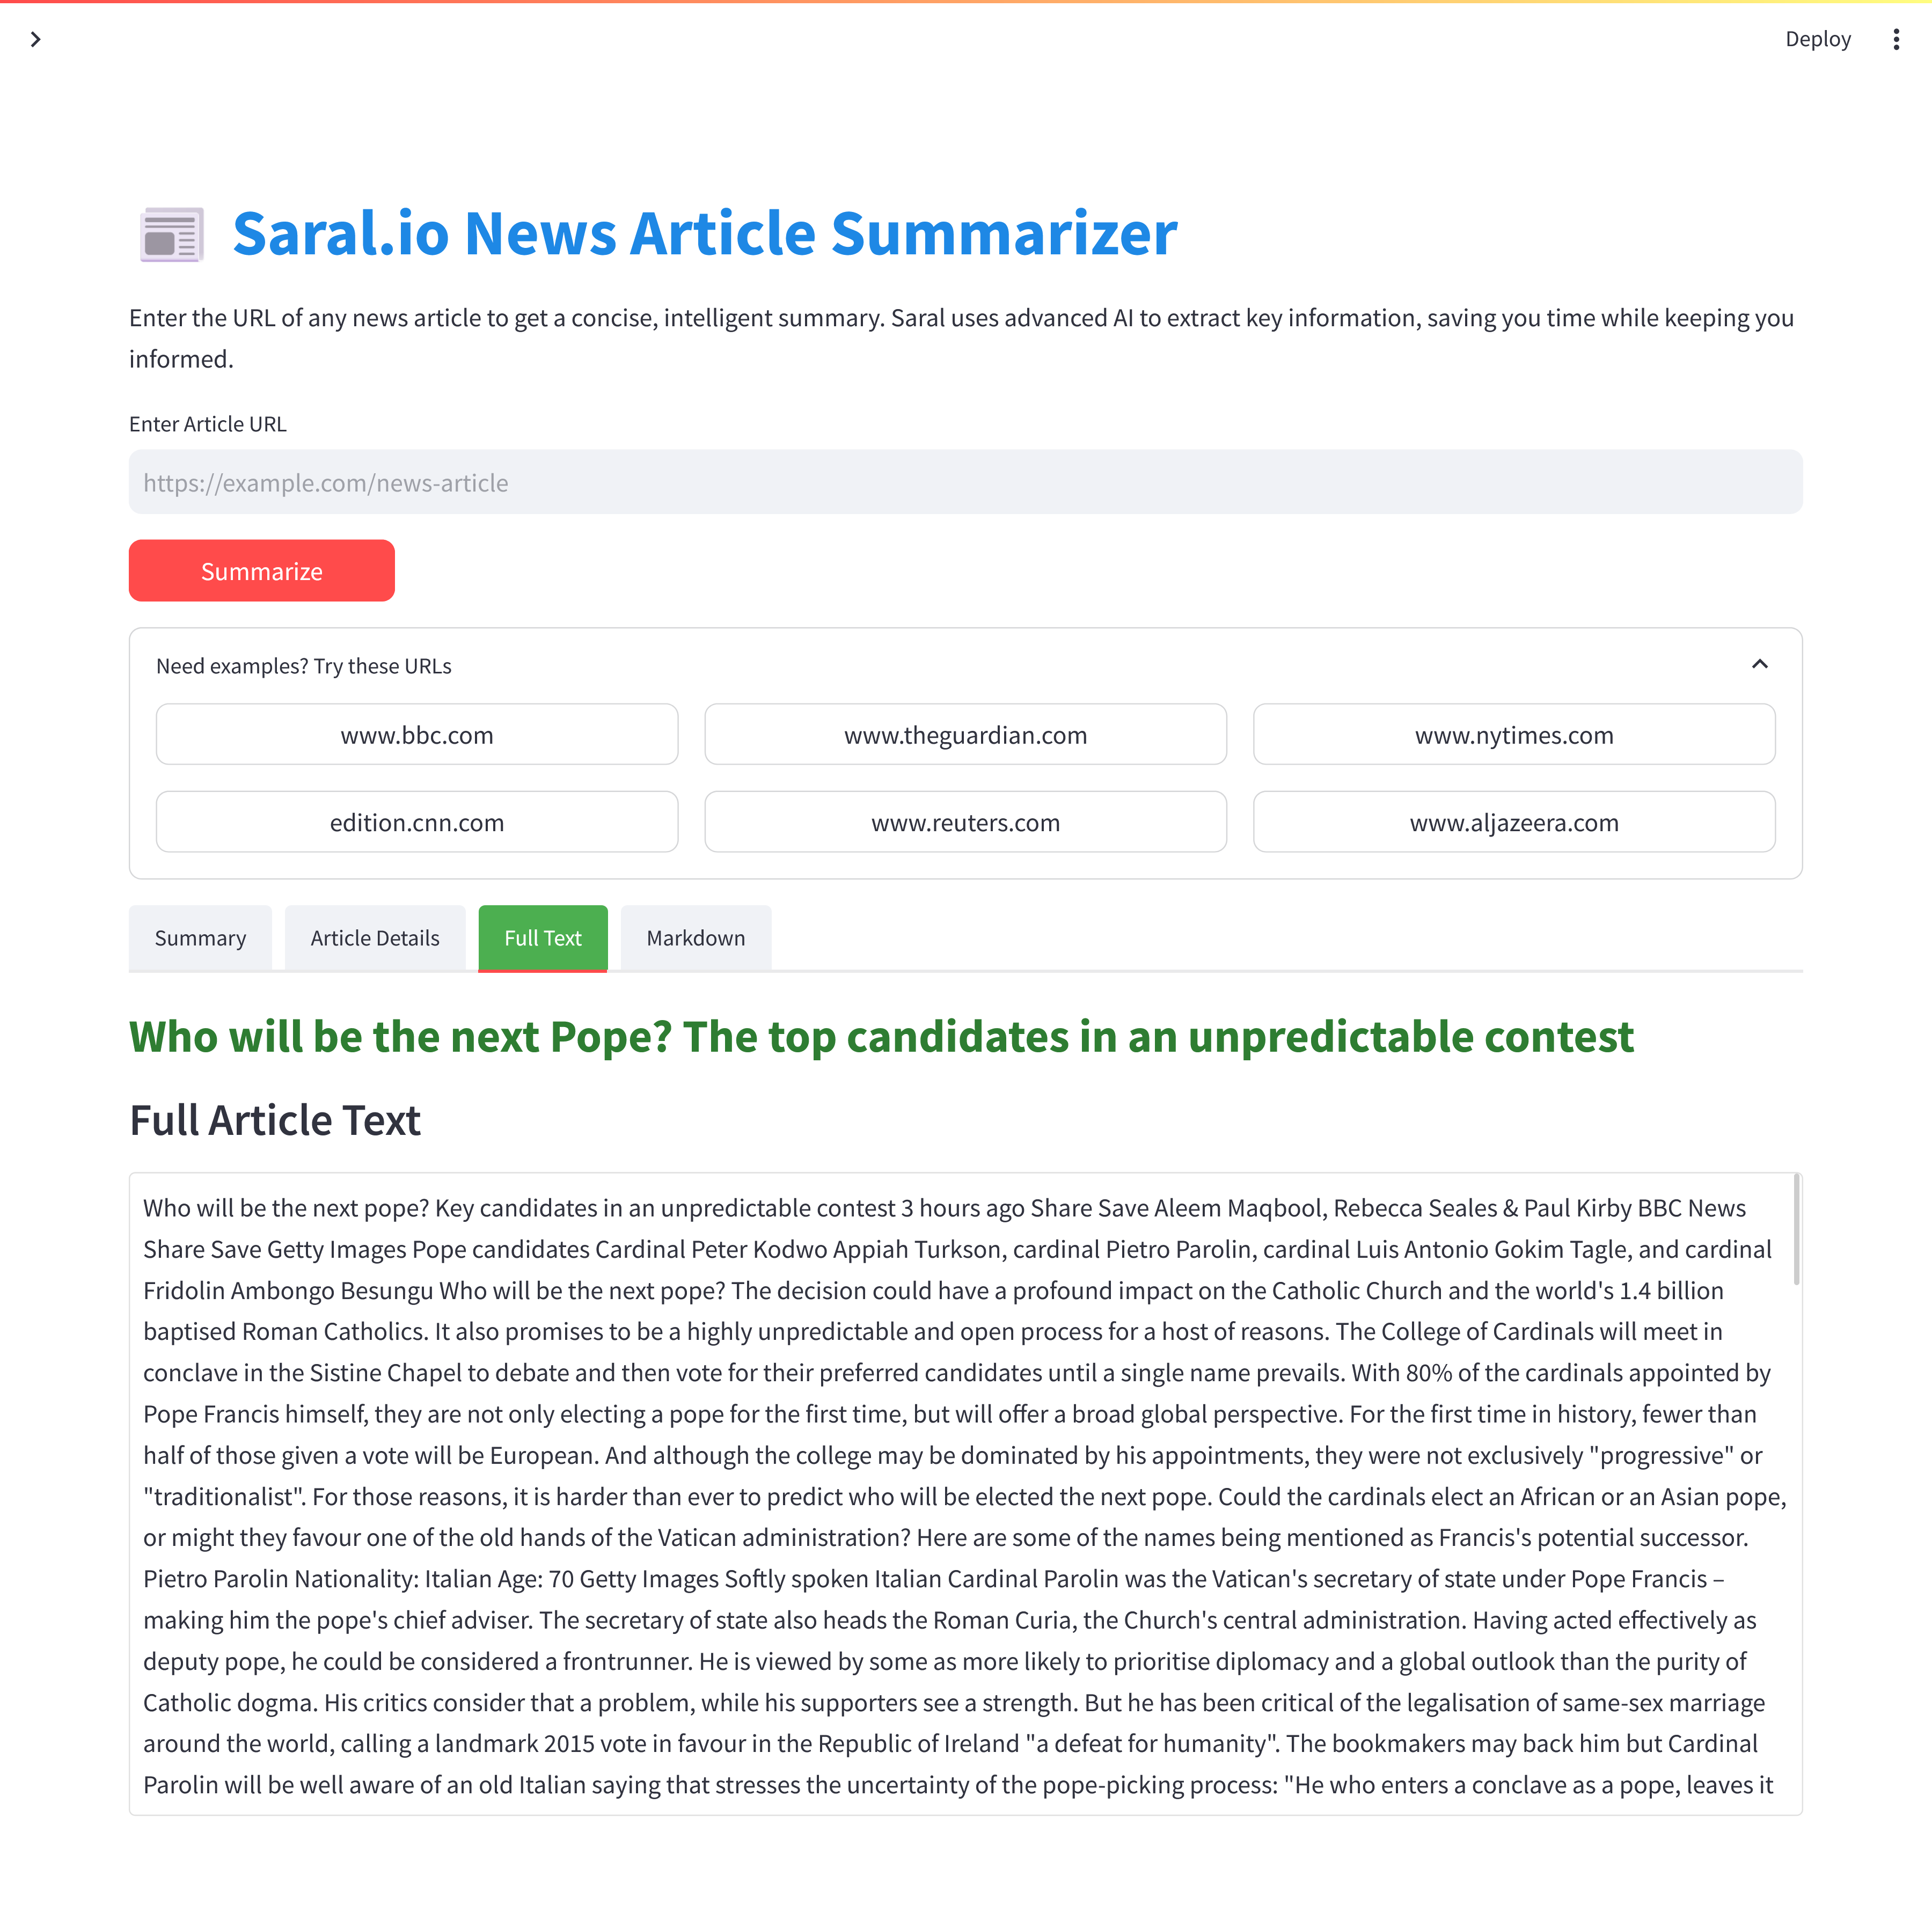 Deploy
Saral.io News Article Summarizer
Enter the URL of any news article to get a concise, intelligent summary. Saral uses advanced AI to extract key information, saving you time while keeping you
informed.
Enter Article URL
https://example.com/news-article
Summarize
Need examples? Try these URLs
www.bbc.com www.theguardian.com www.nytimes.com
edition.cnn.com www.reuters.com www.aljazeera.com
Summary Article Details Full Text Markdown
Who will be the next Pope? The top candidates in an unpredictable contest
Full Article Text
Who will be the next pope? Key candidates in an unpredictable contest 3 hours ago Share Save Aleem Maqbool, Rebecca Seales & Paul Kirby BBC News
Share Save Getty Images Pope candidates Cardinal Peter Kodwo Appiah Turkson, cardinal Pietro Parolin, cardinal Luis Antonio Gokim Tagle, and cardinal
Fridolin Ambongo Besungu Who will be the next pope? The decision could have a profound impact on the Catholic Church and the world's 1.4 billion
baptised Roman Catholics. It also promises to be a highly unpredictable and open process for a host of reasons. The College of Cardinals will meet in
conclave in the Sistine Chapel to debate and then vote for their preferred candidates until a single name prevails. With 80% of the cardinals appointed by
Pope Francis himself, they are not only electing a pope for the first time, but will offer a broad global perspective. For the first time in history, fewer than
half of those given a vote will be European. And although the college may be dominated by his appointments, they were not exclusively "progressive" or
"traditionalist". For those reasons, it is harder than ever to predict who will be elected the next pope. Could the cardinals elect an African or an Asian pope,
or might they favour one of the old hands of the Vatican administration? Here are some of the names being mentioned as Francis's potential successor.
Pietro Parolin Nationality: Italian Age: 70 Getty Images Softly spoken Italian Cardinal Parolin was the Vatican's secretary of state under Pope Francis –
making him the pope's chief adviser. The secretary of state also heads the Roman Curia, the Church's central administration. Having acted effectively as
deputy pope, he could be considered a frontrunner. He is viewed by some as more likely to prioritise diplomacy and a global outlook than the purity of
Catholic dogma. His critics consider that a problem, while his supporters see a strength. But he has been critical of the legalisation of same-sex marriage
around the world, calling a landmark 2015 vote in favour in the Republic of Ireland "a defeat for humanity". The bookmakers may back him but Cardinal
Parolin will be well aware of an old Italian saying that stresses the uncertainty of the pope-picking process: "He who enters a conclave as a pope, leaves it